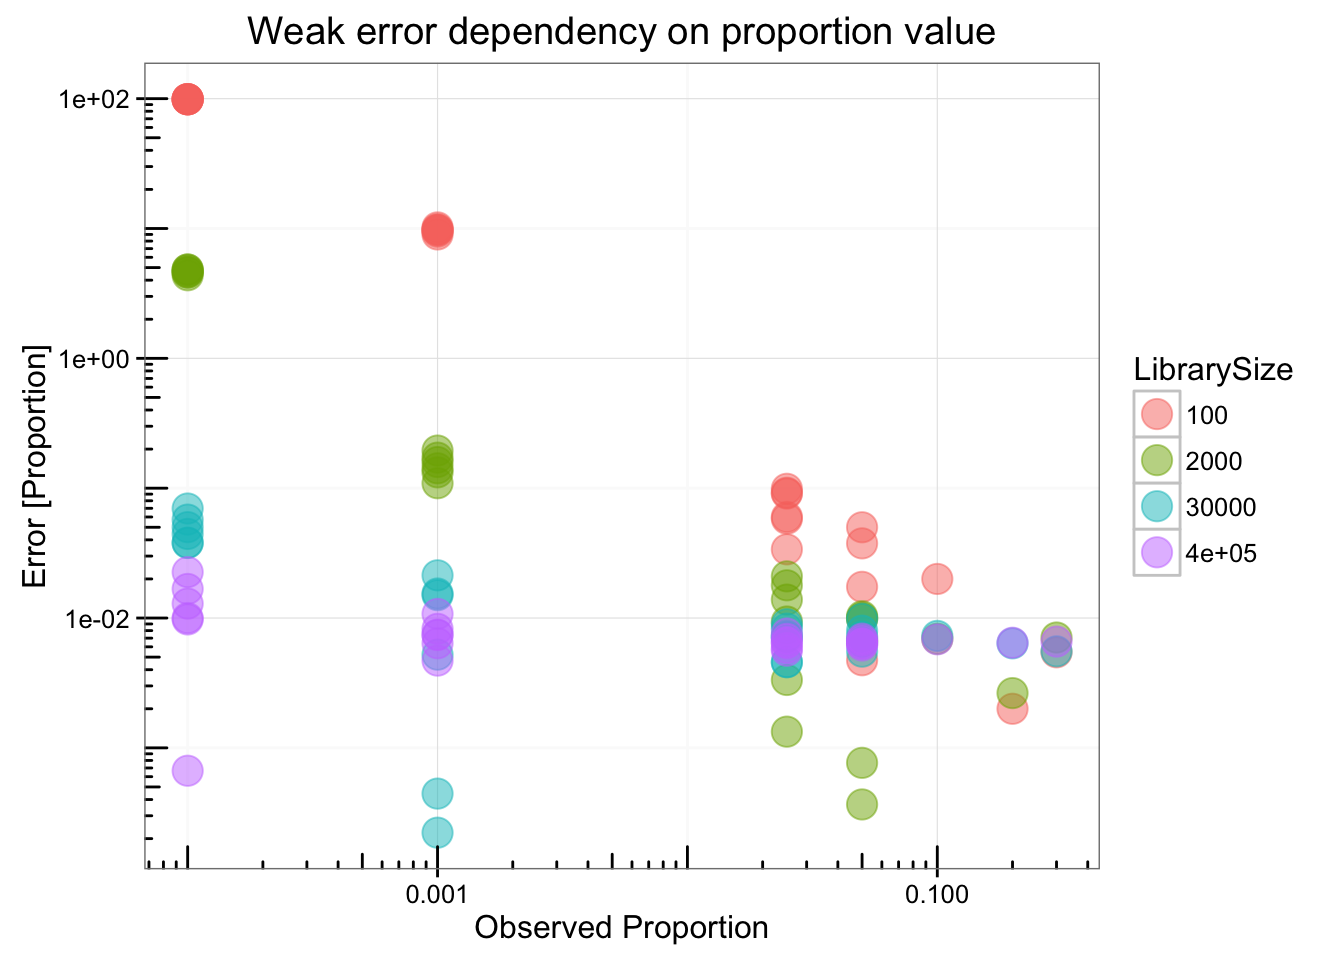 Weak error dependency on proportion value
1e+02
1e+00
1e-02
Error [Proportion]
0.001
0.100
Observed Proportion
LibrarySize
100
2000
30000
4e+05